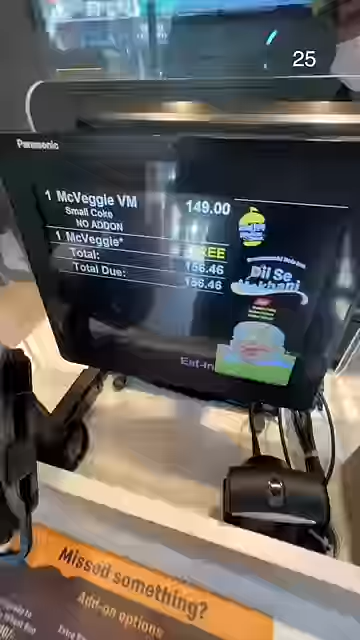 25
Panasonic
1 McVeggie VM 149.00
Small Coke
NO ADDON
1 McVeggie* FREE
Total: 156.46
Total Due: 156.46
Dil Se
Makhani
Eat-In
Missed something?
Add-on options